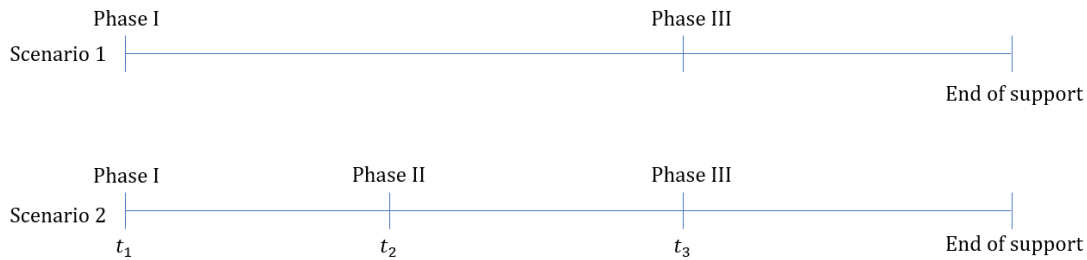 Phase I Phase III
Scenario 1
End of support
Phase I Phase II Phase III
Scenario 2
t₁ t₂ t₃ End of support